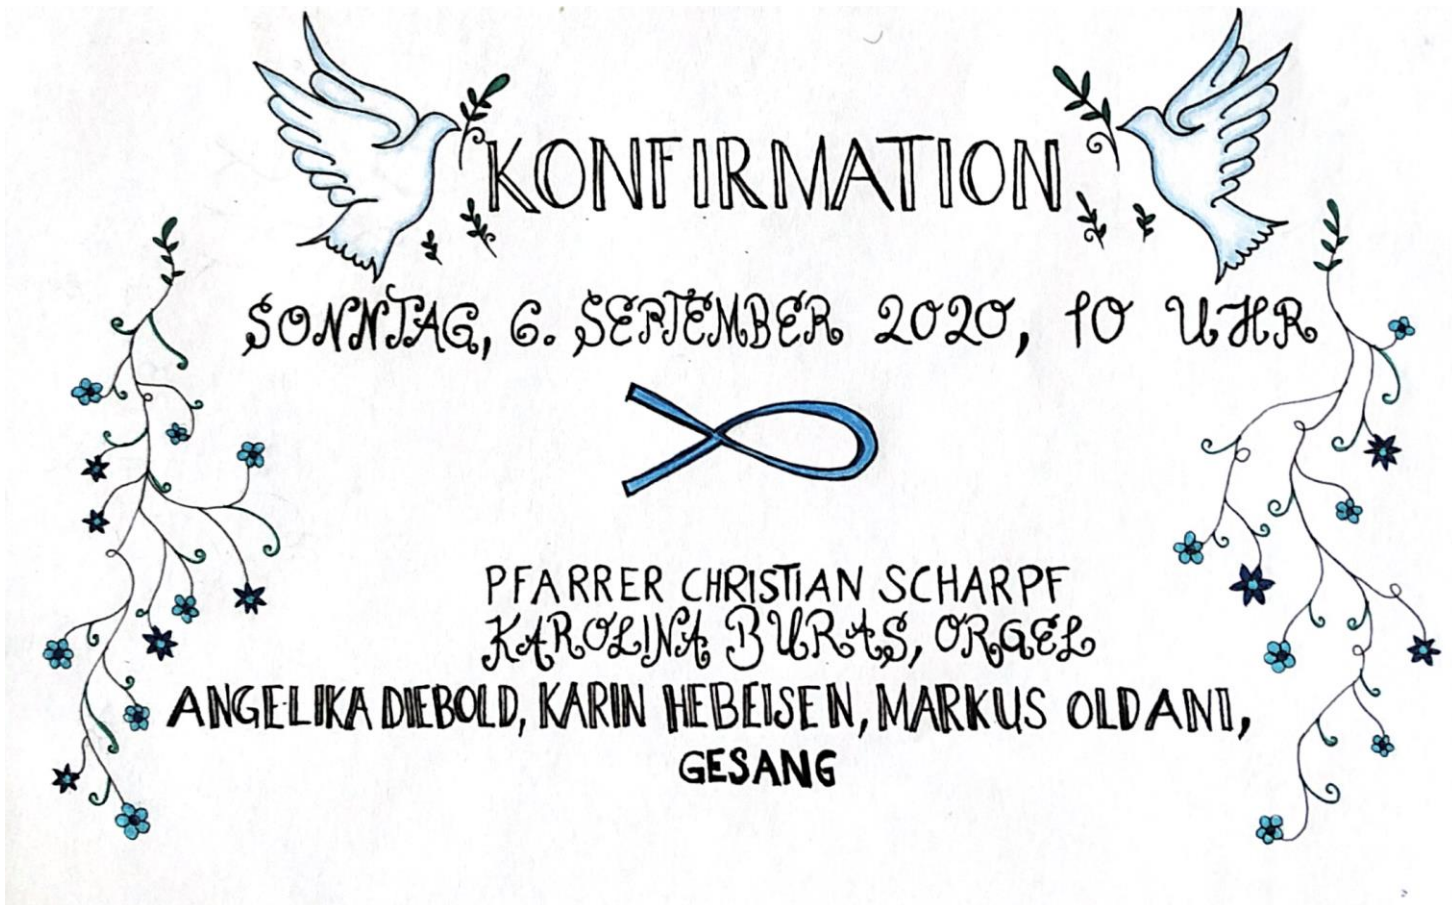 KONFIRMATION
SONNTAG, 6. SEPTEMBER 2020, 10 UHR
PFARRER CHRISTIAN SCHARPF
KAROLINA BURAS, ORGEL
ANGELIKA DIEBOLD, KARIN HEBEISEN, MARKUS OLDANI,
GESANG